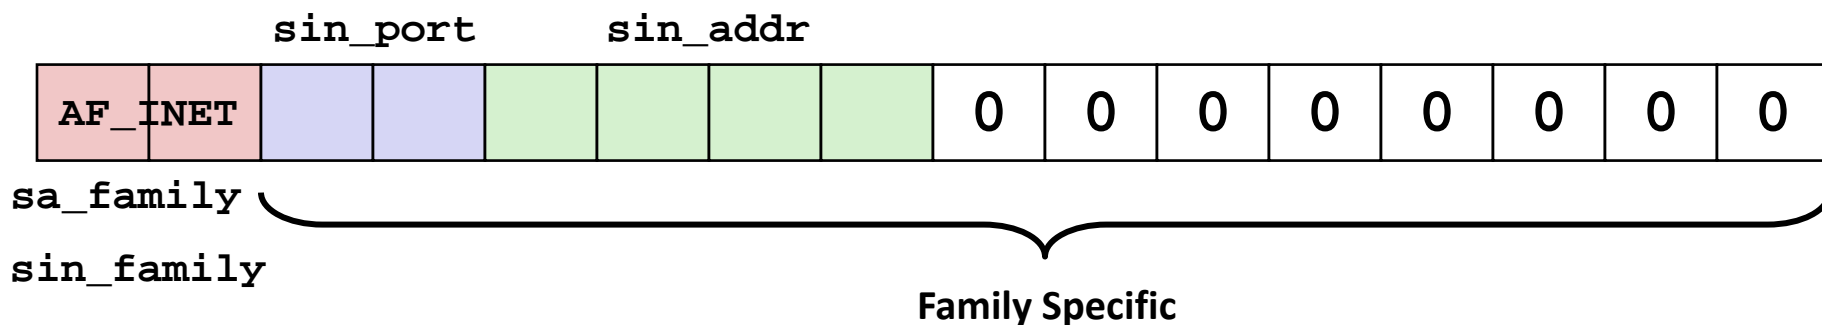 sin_port sin_addr
AF_INET 0 0 0 0 0 0 0 0
sa_family
sin_family
Family Specific